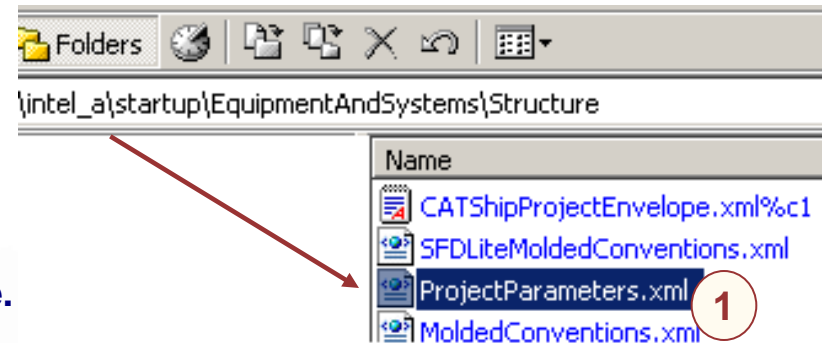 Folders
\intel_a\startup\EquipmentAndSystems\Structure
Name
CATShipProjectEnvelope.xml%c1
SFDLiteMoldedConventions.xml
ProjectParameters.xml
1
MoldedConventions.xml